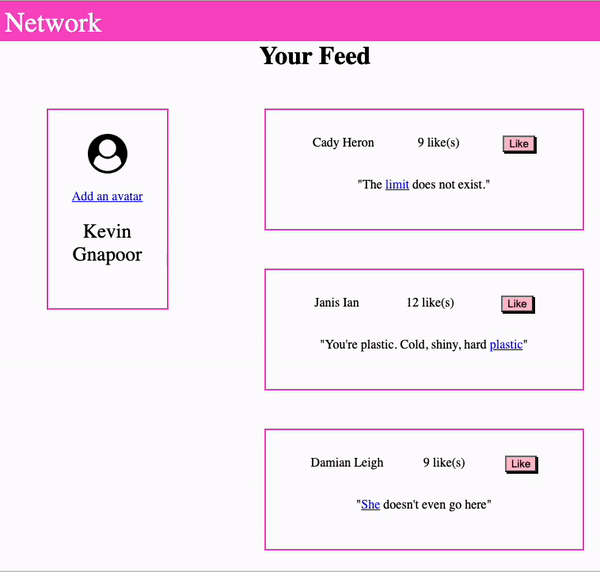 Network
Your Feed
Add an avatar
Kevin
Gnapoor
Cady Heron 9 like(s) Like
"The limit does not exist."
Janis Ian 12 like(s) Like
"You're plastic. Cold, shiny, hard plastic"
Damian Leigh 9 like(s) Like
"She doesn't even go here"